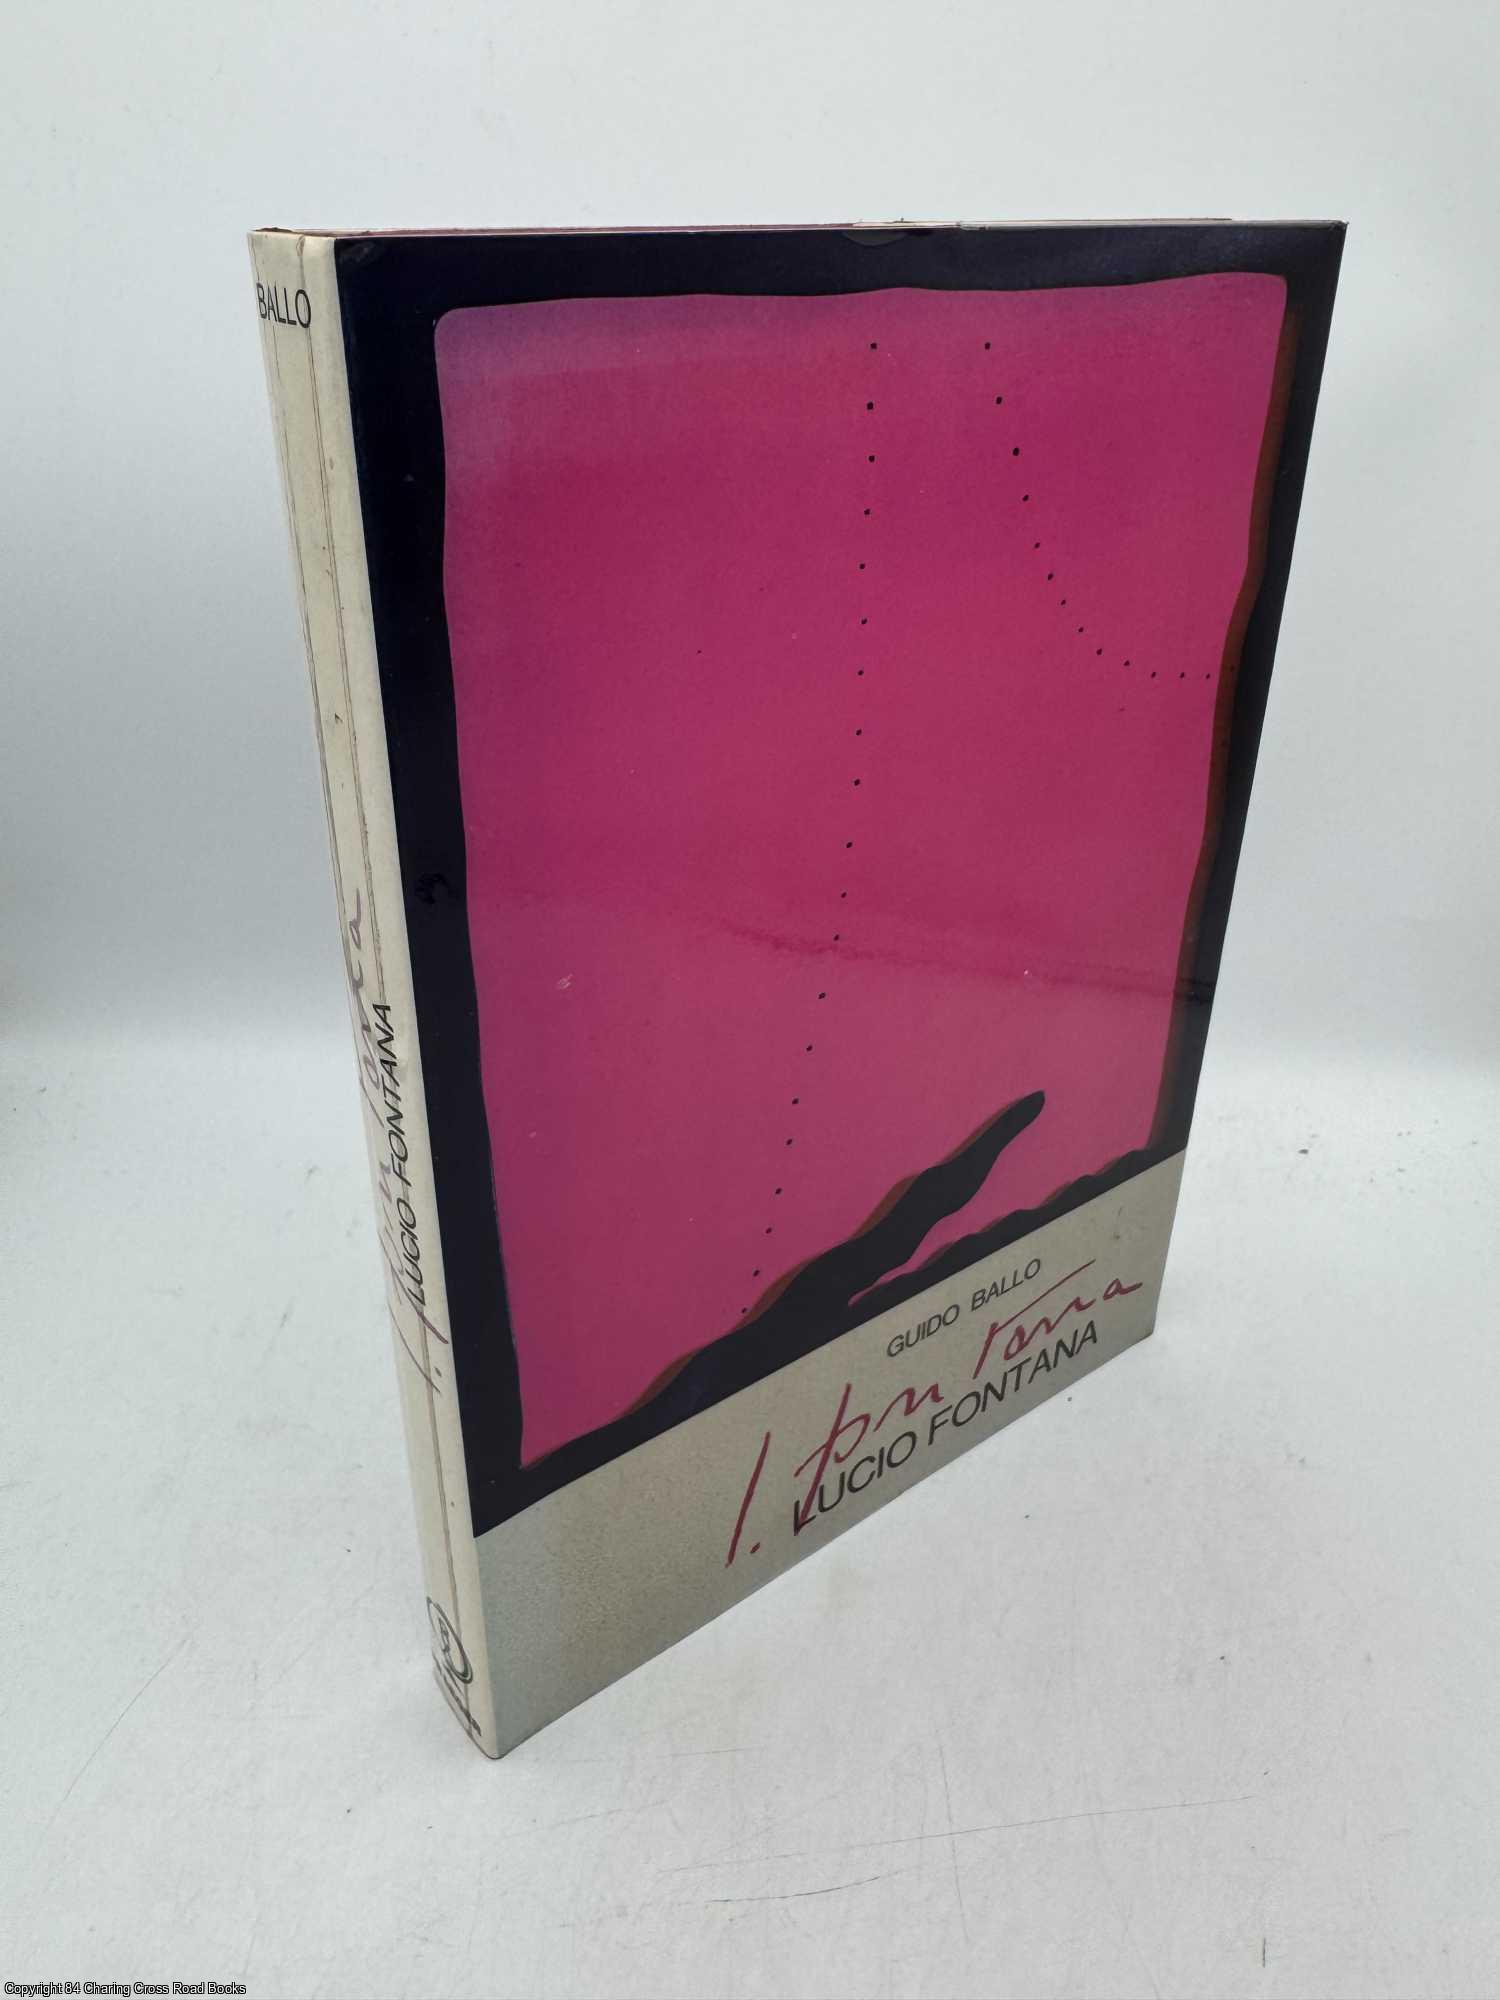 BALLO
L. Fontana
LUCIO FONTANA
GUIDO BALLO
L. Fontana
LUCIO FONTANA
Copyright 84 Charing Cross Road Books